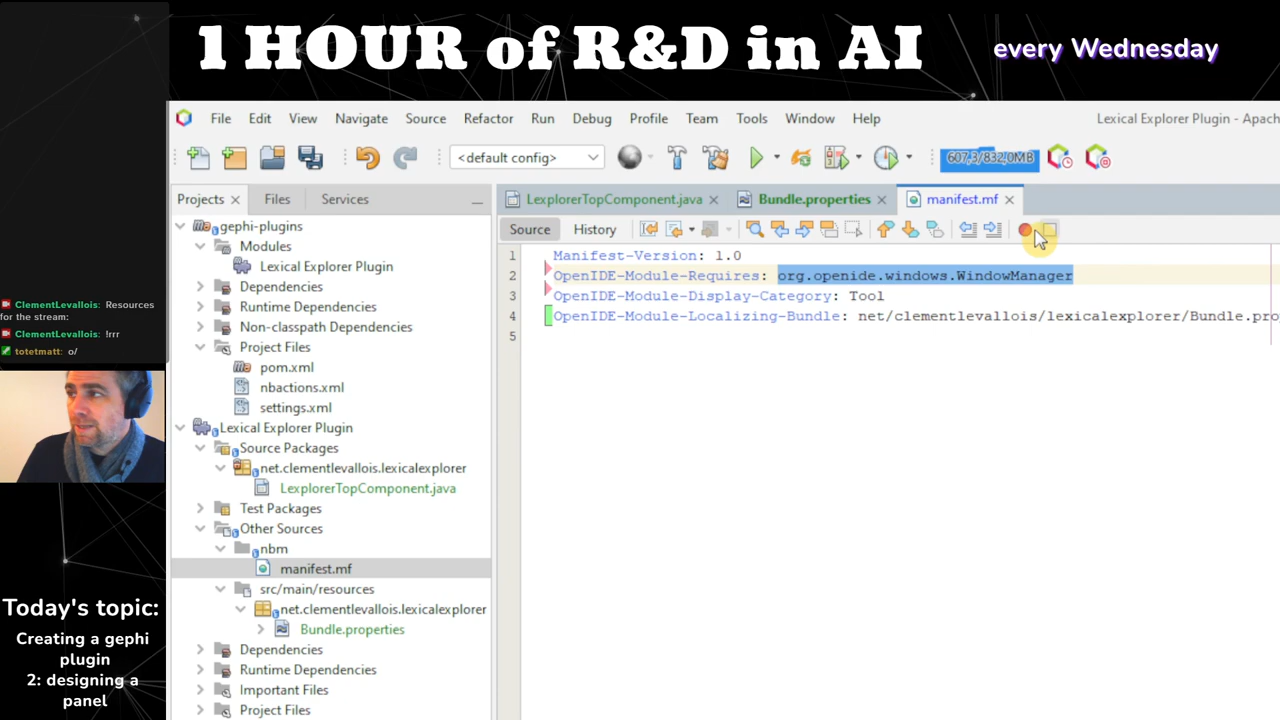 1 HOUR of R&D in AI
every Wednesday
File Edit View Navigate Source Refactor Run Debug Profile Team Tools Window Help
Lexical Explorer Plugin - Apach
<default config>
607,3/832,0MB
Projects Files Services
LexplorerTopComponent.java Bundle.properties manifest.mf
Source History
gephi-plugins
Modules
Lexical Explorer Plugin
Dependencies
Runtime Dependencies
Non-classpath Dependencies
Project Files
pom.xml
nbactions.xml
settings.xml
Lexical Explorer Plugin
Source Packages
net.clementlevallois.lexicalexplorer
LexplorerTopComponent.java
Test Packages
Other Sources
nbm
manifest.mf
src/main/resources
net.clementlevallois.lexicalexplorer
Bundle.properties
Dependencies
Runtime Dependencies
Important Files
Project Files
1 Manifest-Version: 1.0
2 OpenIDE-Module-Requires: org.openide.windows.WindowManager
3 OpenIDE-Module-Display-Category: Tool
4 OpenIDE-Module-Localizing-Bundle: net/clementlevallois/lexicalexplorer/Bundle.pro
5
ClementLevallois: Resources
for the stream:
ClementLevallois: !rrr
totetmatt: o/
Today's topic:
Creating a gephi
plugin
2: designing a
panel